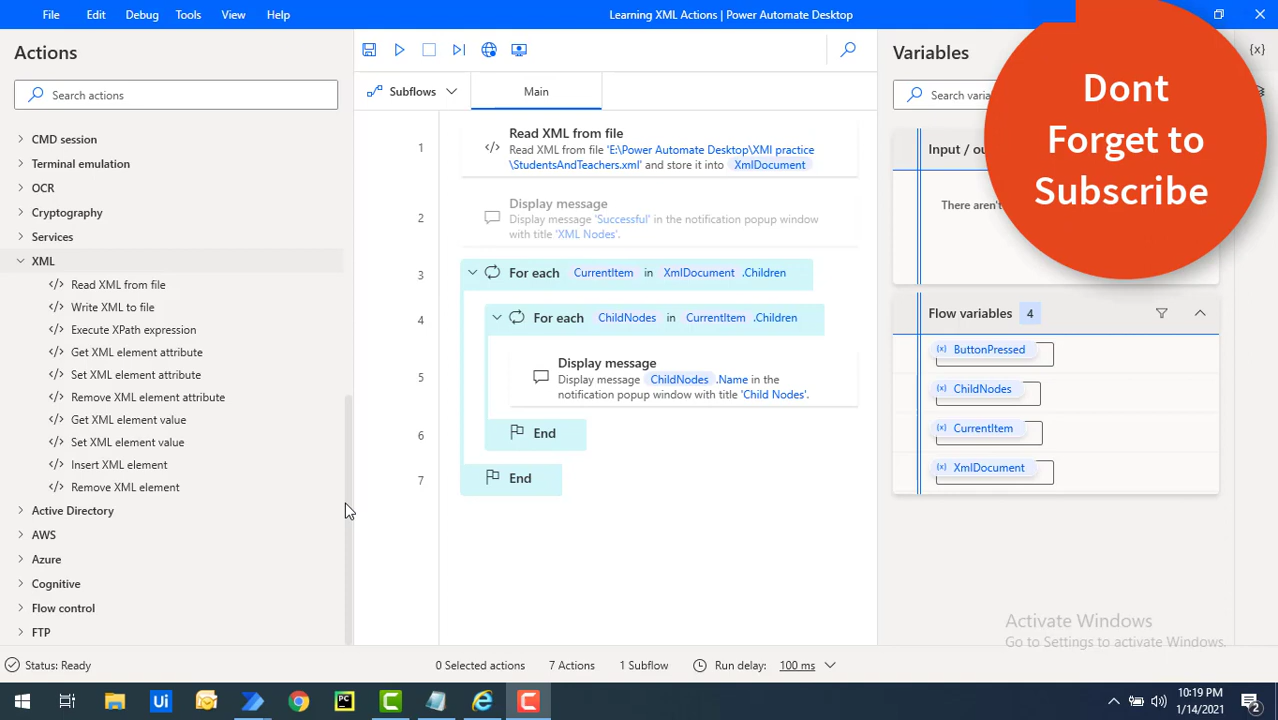 File Edit Debug Tools View Help
Learning XML Actions | Power Automate Desktop
Actions
Search actions
CMD session
Terminal emulation
OCR
Cryptography
Services
XML
</> Read XML from file
</> Write XML to file
</> Execute XPath expression
</> Get XML element attribute
</> Set XML element attribute
</> Remove XML element attribute
</> Get XML element value
</> Set XML element value
</> Insert XML element
</> Remove XML element
Active Directory
AWS
Azure
Cognitive
Flow control
FTP
Subflows
Main
1
</> Read XML from file
Read XML from file 'E:\Power Automate Desktop\XMl practice
\StudentsAndTeachers.xml' and store it into XmlDocument
2
Display message
Display message 'Successful' in the notification popup window
with title 'XML Nodes'.
3 For each CurrentItem in XmlDocument .Children
4 For each ChildNodes in CurrentItem .Children
5
Display message
Display message ChildNodes .Name in the
notification popup window with title 'Child Nodes'.
6 End
7 End
Variables
{x}
Search varia
Input / ou
There aren't
Flow variables 4
(x) ButtonPressed
(x) ChildNodes
(x) CurrentItem
(x) XmlDocument
Dont
Forget to
Subscribe
Activate Windows
Go to Settings to activate Windows.
Status: Ready
0 Selected actions 7 Actions 1 Subflow Run delay: 100 ms
Ui
PC
C
C
10:19 PM
1/14/2021
2